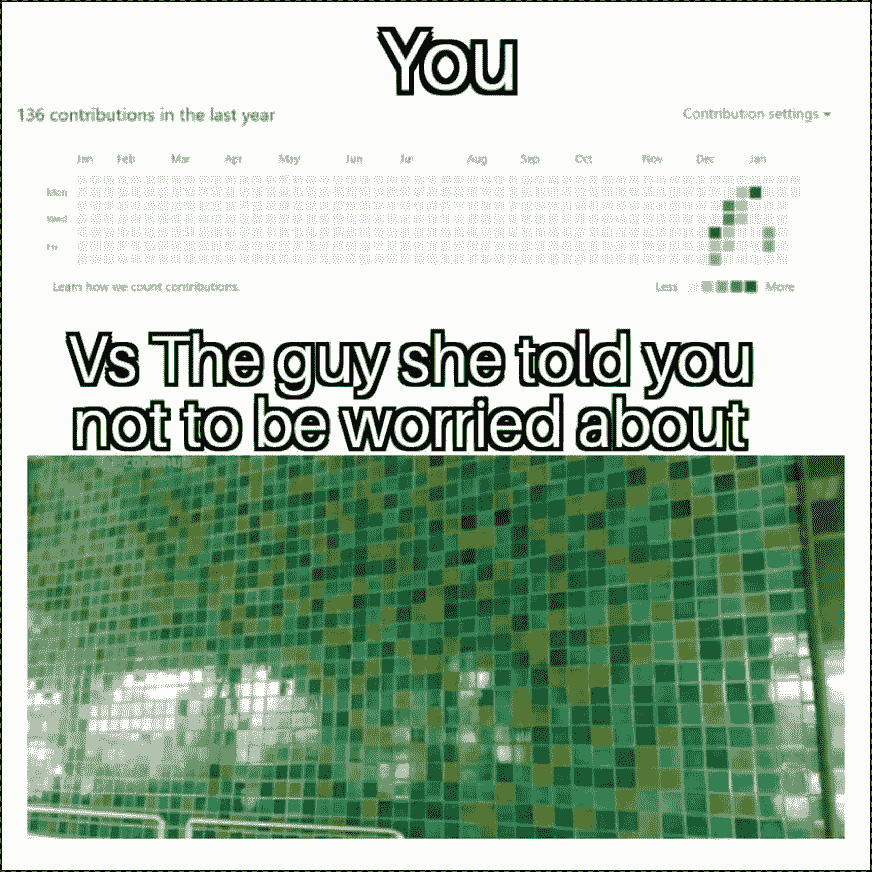 You
136 contributions in the last year
Contribution settings
Jan Feb Mar Apr May Jun Jul Aug Sep Oct Nov Dec Jan
Mon
Wed
Fri
Learn how we count contributions.
Less More
Vs The guy she told you
not to be worried about